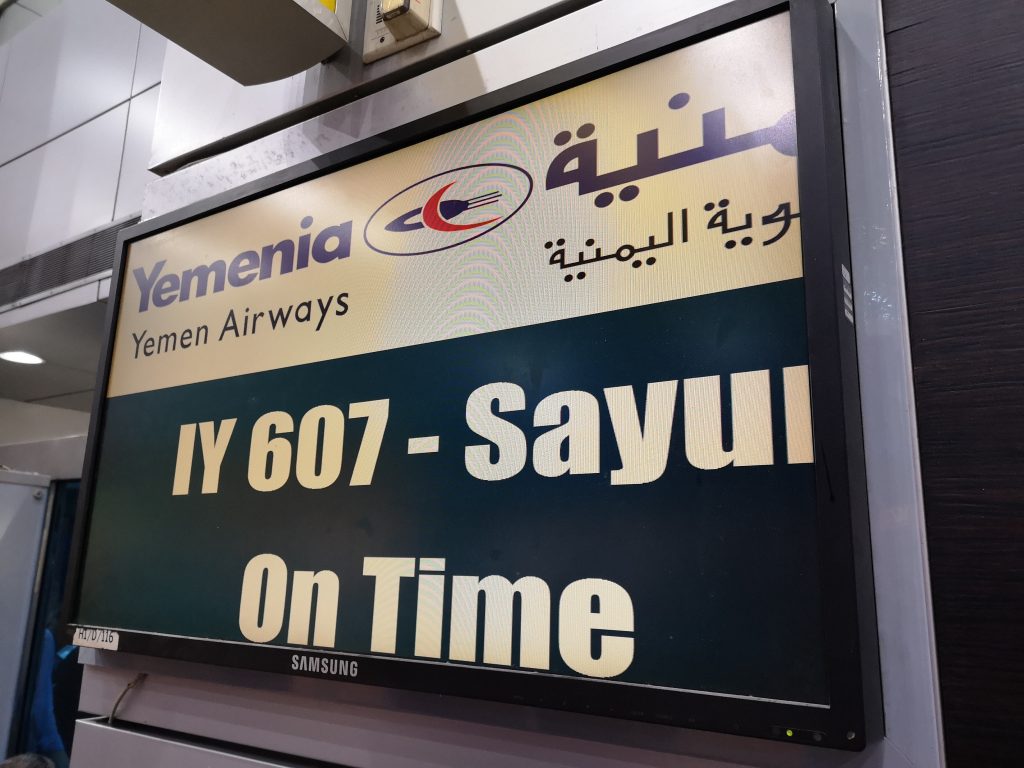 Yemenia
Yemen Airways
منية
وية اليمنية
IY 607 - Sayu
On Time
SAMSUNG